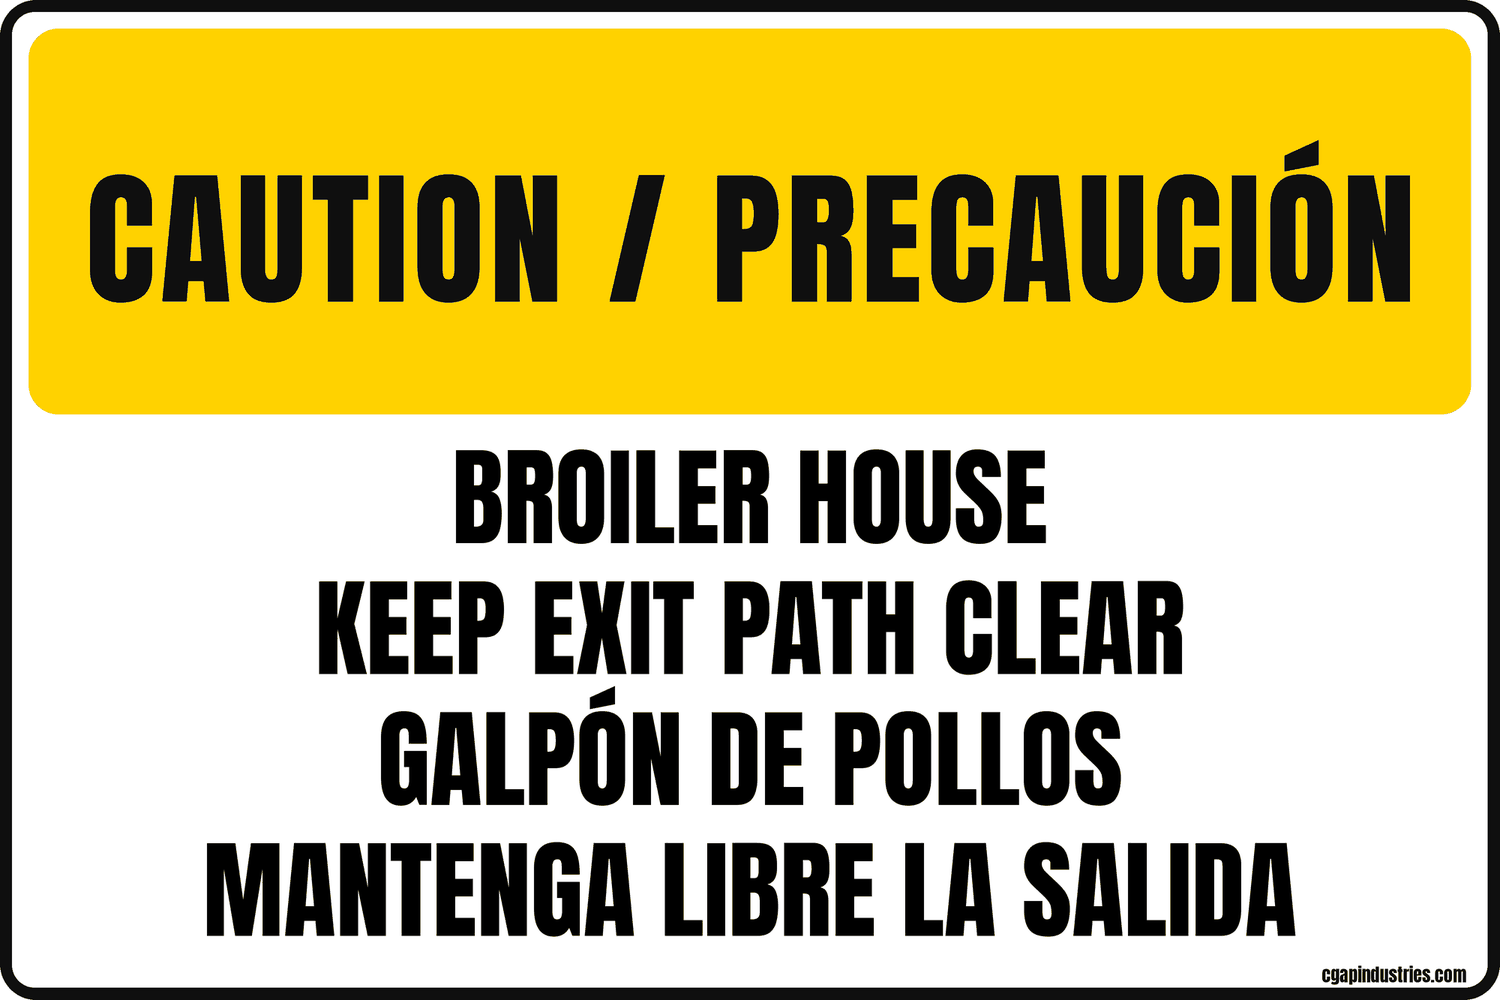 CAUTION / PRECAUCIÓN
BROILER HOUSE
KEEP EXIT PATH CLEAR
GALPÓN DE POLLOS
MANTENGA LIBRE LA SALIDA
cgapindustries.com